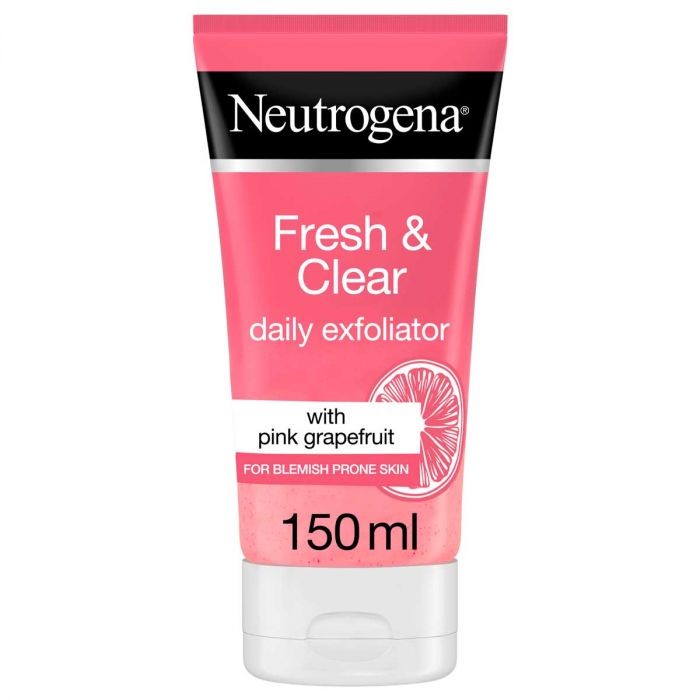 Neutrogena®
Fresh &
Clear
daily exfoliator
with
pink grapefruit
FOR BLEMISH PRONE SKIN
150 ml